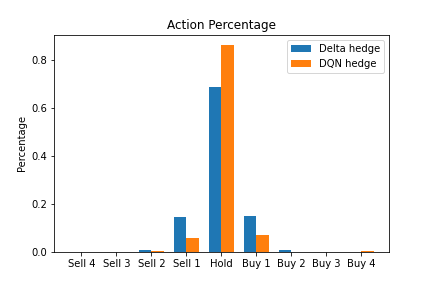 Action Percentage
Delta hedge
DQN hedge
Percentage
0.8
0.6
0.4
0.2
0.0
Sell 4 Sell 3 Sell 2 Sell 1 Hold Buy 1 Buy 2 Buy 3 Buy 4